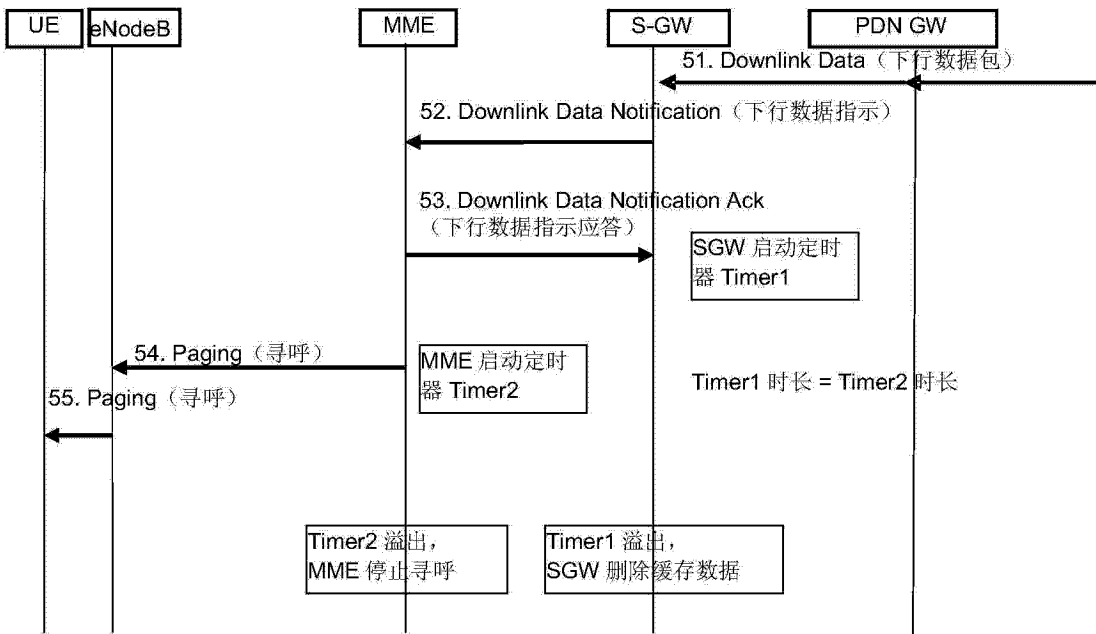 UE
eNodeB
MME
S-GW
PDN GW
51. Downlink Data（下行数据包）
52. Downlink Data Notification（下行数据指示）
53. Downlink Data Notification Ack
（下行数据指示应答）
SGW 启动定时
器 Timer1
54. Paging（寻呼）
MME 启动定时
器 Timer2
Timer1 时长 = Timer2 时长
55. Paging（寻呼）
Timer2 溢出，
MME 停止寻呼
Timer1 溢出，
SGW 删除缓存数据